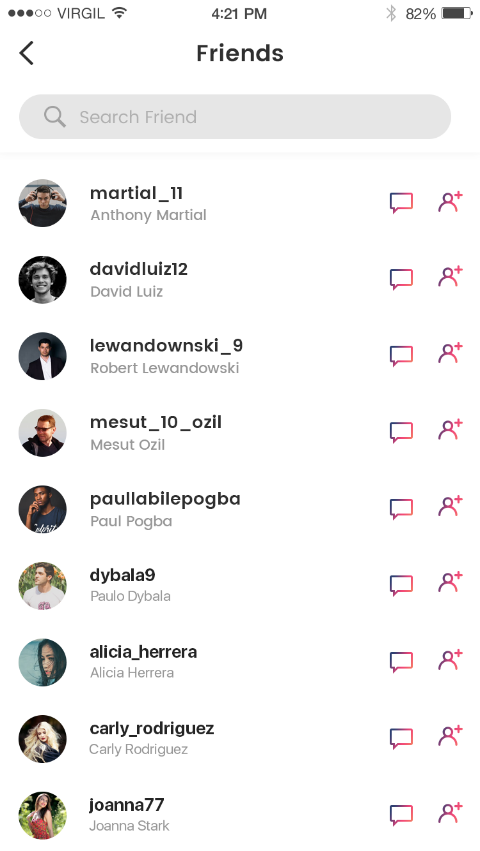 VIRGIL
4:21 PM
82%
Friends
Search Friend
martial_11
Anthony Martial
davidluiz12
David Luiz
lewandownski_9
Robert Lewandowski
mesut_10_ozil
Mesut Ozil
paullabilepogba
Paul Pogba
dybala9
Paulo Dybala
alicia_herrera
Alicia Herrera
carly_rodriguez
Carly Rodriguez
joanna77
Joanna Stark